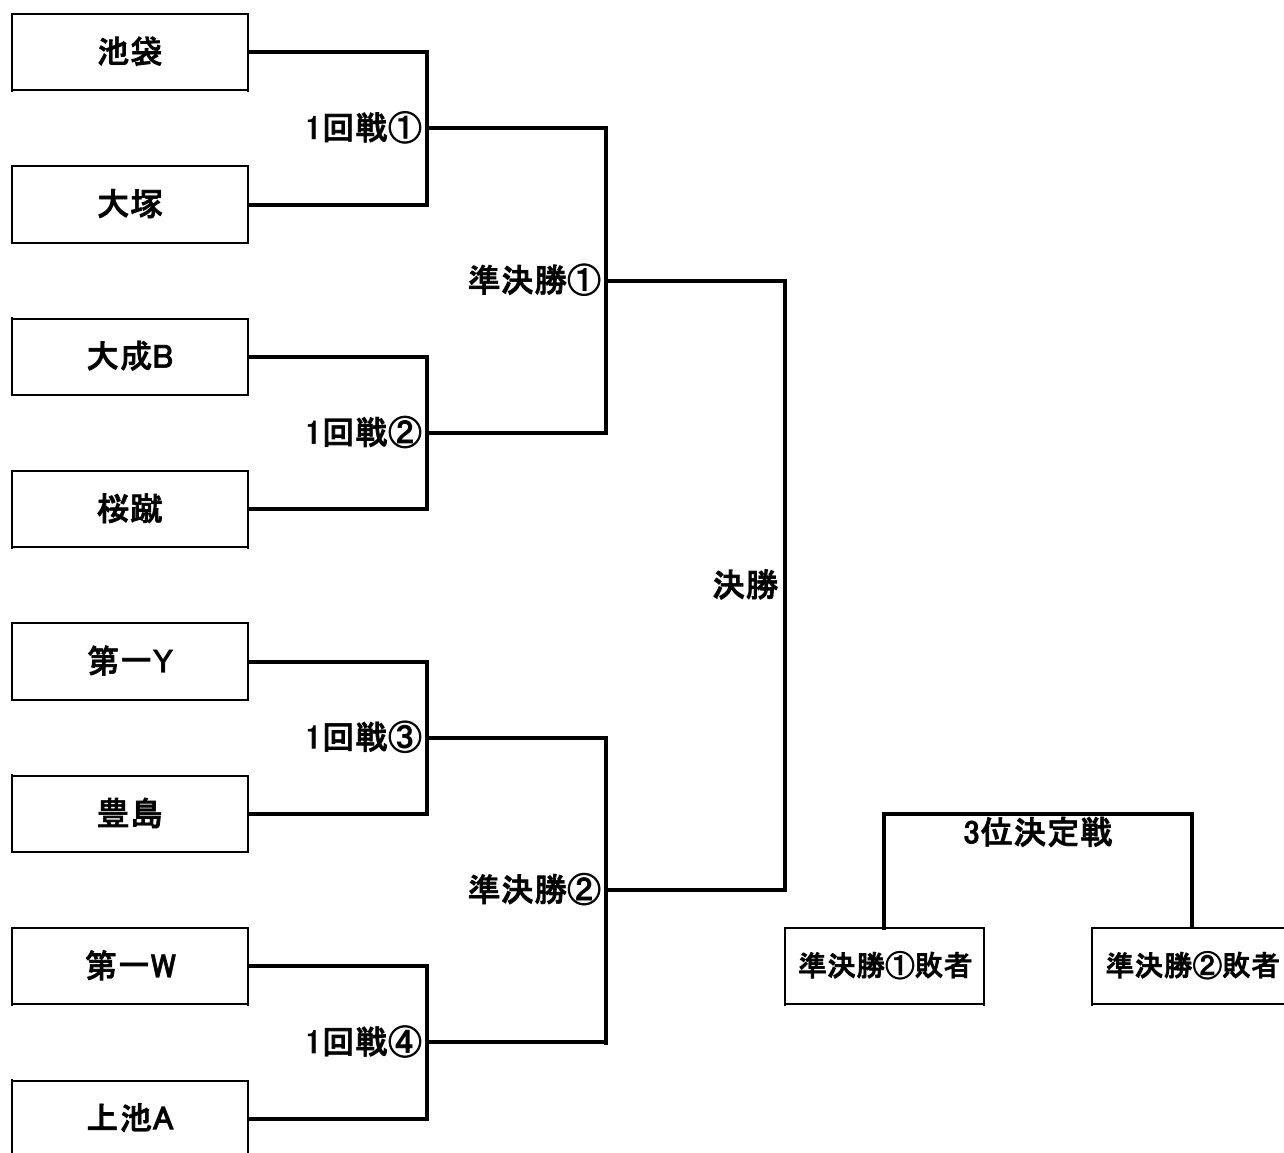 池袋
1回戦①
大塚
準決勝①
大成B
1回戦②
桜蹴
決勝
第一Y
1回戦③
豊島
3位決定戦
準決勝②
第一W
準決勝①敗者
準決勝②敗者
1回戦④
上池A